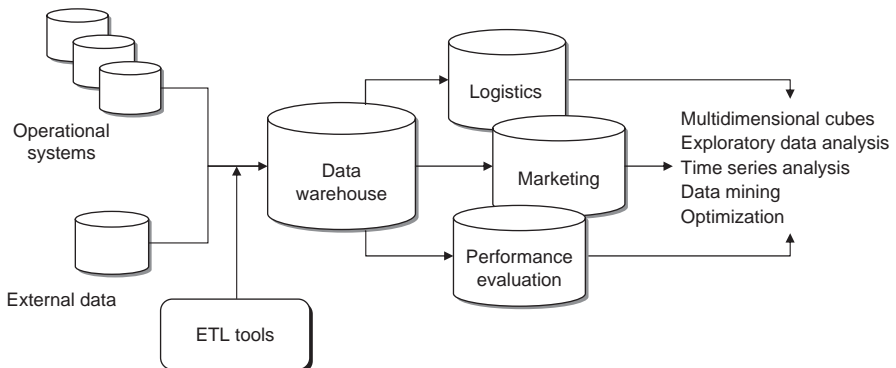 Operational
systems
External data
ETL tools
Data
warehouse
Logistics
Marketing
Performance
evaluation
Multidimensional cubes
Exploratory data analysis
Time series analysis
Data mining
Optimization